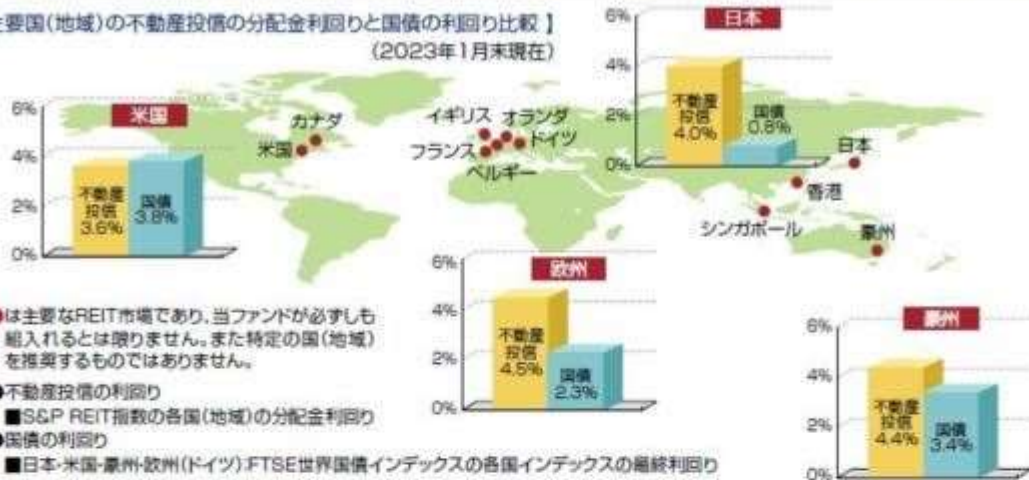 主要国(地域)の不動産投信の分配金利回りと国債の利回り比較】
(2023年1月末現在)
日本
6%
4%
2%
0%
不動産
投信
4.0%
国債
0.8%
米国
6%
4%
2%
0%
不動産
投信
3.6%
国債
3.8%
カナダ
米国
イギリス
オランダ
フランス
ドイツ
ベルギー
日本
香港
シンガポール
豪州
欧州
6%
4%
2%
0%
不動産
投信
4.5%
国債
2.3%
豪州
6%
4%
2%
0%
不動産
投信
4.4%
国債
3.4%
●は主要なREIT市場であり、当ファンドが必ずしも
組入れるとは限りません。また特定の国(地域)
を推奨するものではありません。
●不動産投信の利回り
■S&P REIT指数の各国(地域)の分配金利回り
●国債の利回り
■日本・米国・豪州・欧州(ドイツ):FTSE世界国債インデックスの各国インデックスの最終利回り